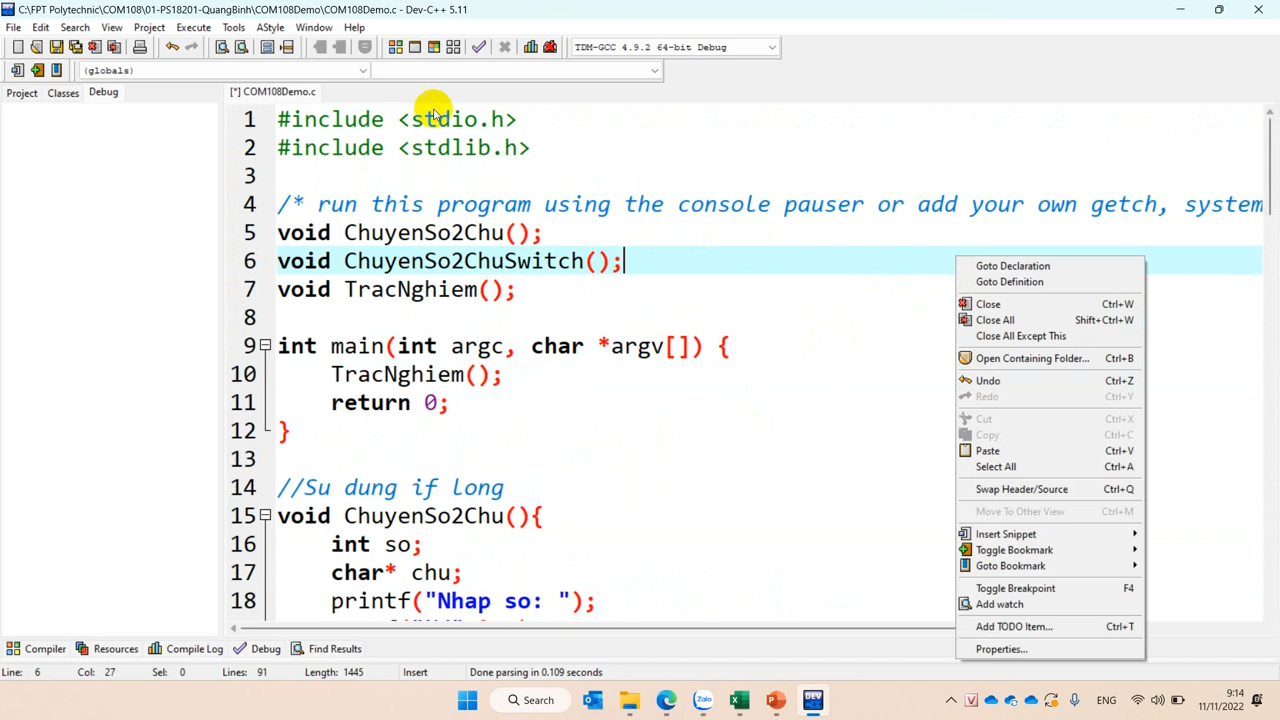 C:\FPT Polytechnic\COM108\01-PS18201-QuangBinh\COM108Demo\COM108Demo.c - Dev-C++ 5.11
File Edit Search View Project Execute Tools AStyle Window Help
TDM-GCC 4.9.2 64-bit Debug
(globals)
Project Classes Debug
[*] COM108Demo.c
1 #include <stdio.h>
2 #include <stdlib.h>
3
4 /* run this program using the console pauser or add your own getch, system
5 void ChuyenSo2Chu();
6 void ChuyenSo2ChuSwitch();
7 void TracNghiem();
8
9 int main(int argc, char *argv[]) {
10 TracNghiem();
11 return 0;
12 }
13
14 //Su dung if long
15 void ChuyenSo2Chu(){
16 int so;
17 char* chu;
18 printf("Nhap so: ");
Goto Declaration
Goto Definition
Close Ctrl+W
Close All Shift+Ctrl+W
Close All Except This
Open Containing Folder... Ctrl+B
Undo Ctrl+Z
Redo Ctrl+Y
Cut Ctrl+X
Copy Ctrl+C
Paste Ctrl+V
Select All Ctrl+A
Swap Header/Source Ctrl+Q
Move To Other View Ctrl+M
Insert Snippet
Toggle Bookmark
Goto Bookmark
Toggle Breakpoint F4
Add watch
Add TODO Item... Ctrl+T
Properties...
Compiler Resources Compile Log Debug Find Results
Line: 6 Col: 27 Sel: 0 Lines: 91 Length: 1445 Insert Done parsing in 0.109 seconds
Search
Zalo
DEV
ENG
9:14
11/11/2022